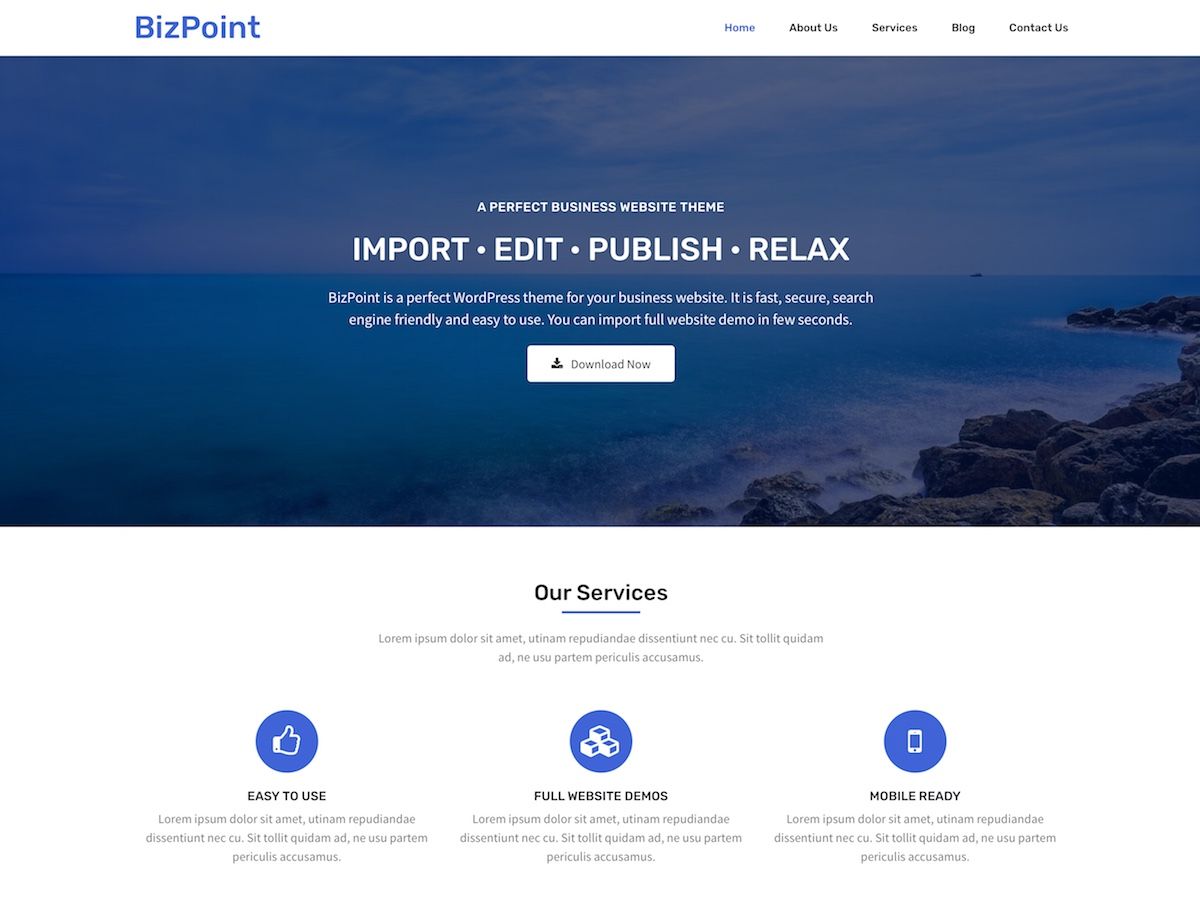 BizPoint
Home About Us Services Blog Contact Us
A PERFECT BUSINESS WEBSITE THEME
IMPORT • EDIT • PUBLISH • RELAX
BizPoint is a perfect WordPress theme for your business website. It is fast, secure, search
engine friendly and easy to use. You can import full website demo in few seconds.
Download Now
Our Services
Lorem ipsum dolor sit amet, utinam repudiandae dissentiunt nec cu. Sit tollit quidam
ad, ne usu partem periculis accusamus.
EASY TO USE
Lorem ipsum dolor sit amet, utinam repudiandae
dissentiunt nec cu. Sit tollit quidam ad, ne usu partem
periculis accusamus.
FULL WEBSITE DEMOS
Lorem ipsum dolor sit amet, utinam repudiandae
dissentiunt nec cu. Sit tollit quidam ad, ne usu partem
periculis accusamus.
MOBILE READY
Lorem ipsum dolor sit amet, utinam repudiandae
dissentiunt nec cu. Sit tollit quidam ad, ne usu partem
periculis accusamus.